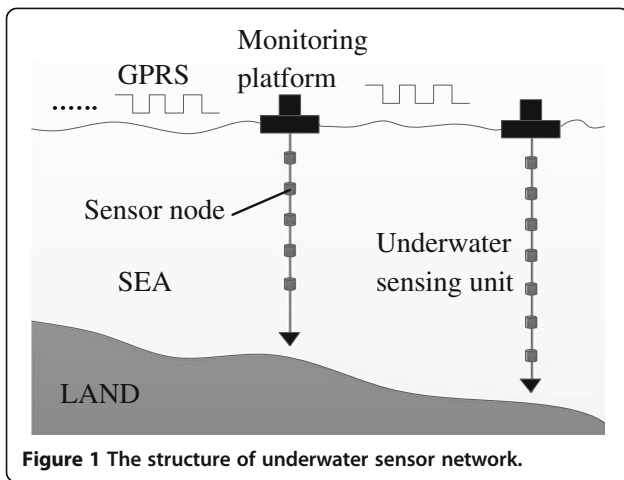 Monitoring
platform
GPRS
......
Sensor node
Underwater
sensing unit
SEA
LAND
Figure 1 The structure of underwater sensor network.